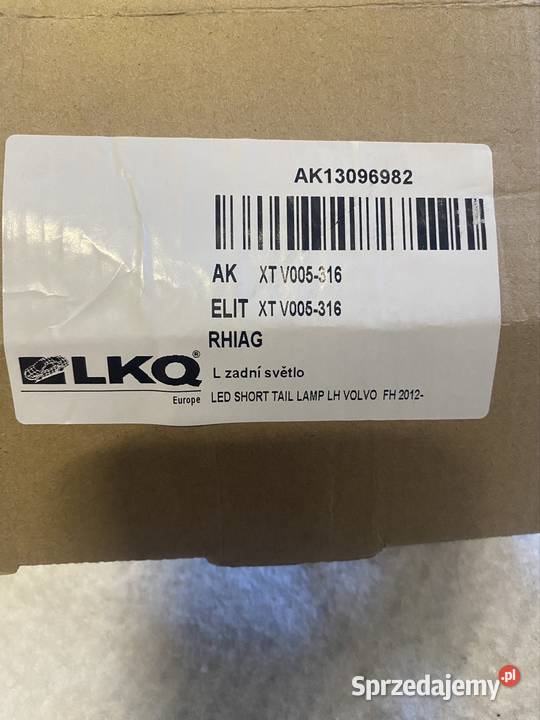 AK13096982
AK XT V005-316
ELIT XT V005-316
RHIAG
LKQ®
Europe
L zadní světlo
LED SHORT TAIL LAMP LH VOLVO FH 2012-
Sprzedajemy.pl